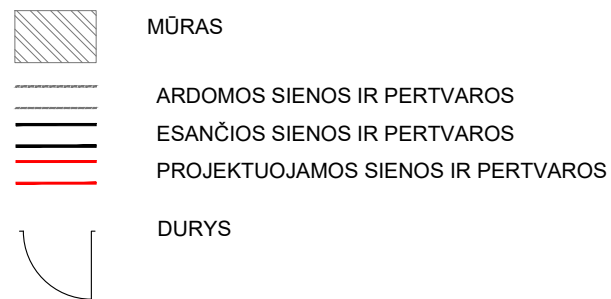 MŪRAS
ARDOMOS SIENOS IR PERTVAROS
ESANČIOS SIENOS IR PERTVAROS
PROJEKTUOJAMOS SIENOS IR PERTVAROS
DURYS